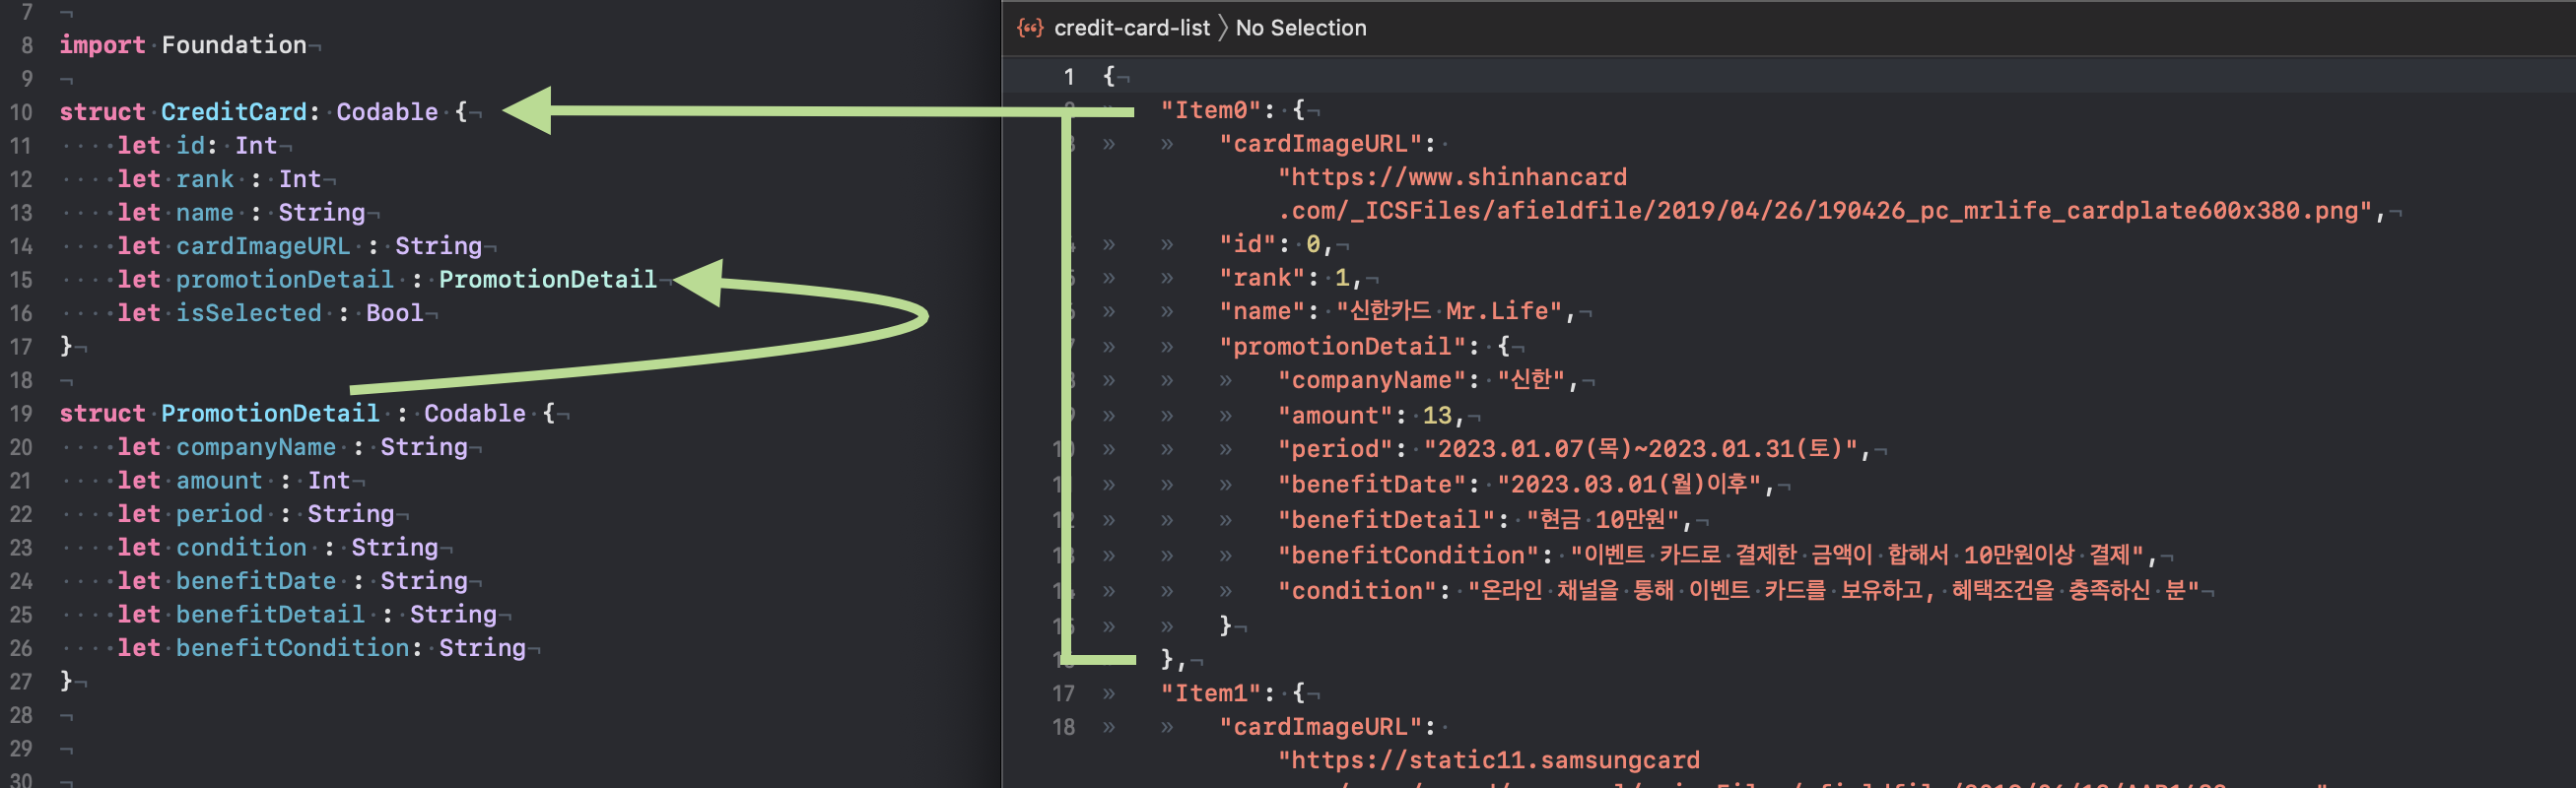 7
8 import Foundation
9
10 struct CreditCard: Codable {
11 let id: Int
12 let rank : Int
13 let name : String
14 let cardImageURL : String
15 let promotionDetail : PromotionDetail
16 let isSelected : Bool
17 }
18
19 struct PromotionDetail : Codable {
20 let companyName : String
21 let amount : Int
22 let period : String
23 let condition : String
24 let benefitDate : String
25 let benefitDetail : String
26 let benefitCondition: String
27 }
28
29
30
credit-card-list 〉No Selection
1 {
"Item0": {
"cardImageURL":
"https://www.shinhancard
.com/_ICSFiles/afieldfile/2019/04/26/190426_pc_mrlife_cardplate600x380.png",
"id": 0,
"rank": 1,
"name": "신한카드 Mr.Life",
"promotionDetail": {
"companyName": "신한",
"amount": 13,
"period": "2023.01.07(목)~2023.01.31(토)",
"benefitDate": "2023.03.01(월)이후",
"benefitDetail": "현금 10만원",
"benefitCondition": "이벤트 카드로 결제한 금액이 합해서 10만원이상 결제",
"condition": "온라인 채널을 통해 이벤트 카드를 보유하고, 혜택조건을 충족하신 분"
}
},
17 "Item1": {
18 "cardImageURL":
"https://static11.samsungcard